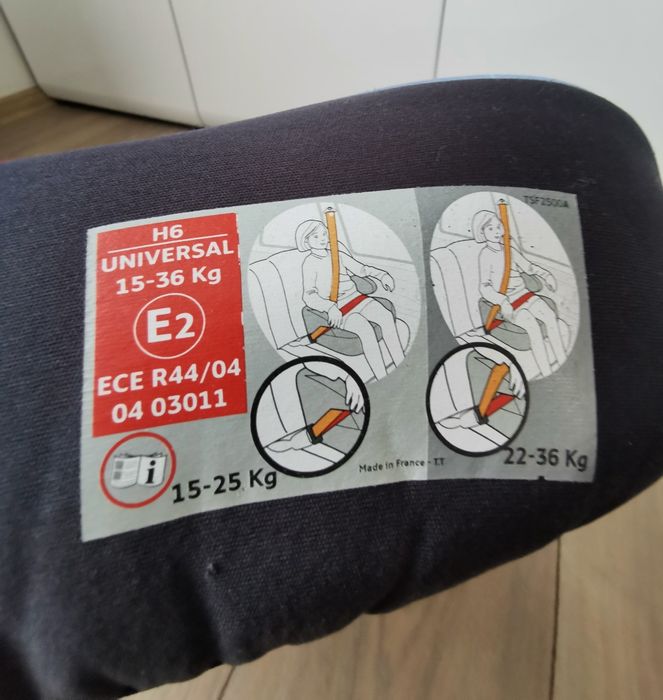 H6
UNIVERSAL
15-36 Kg
E2
ECE R44/04
04 03011
i
15-25 Kg
Made in France - T.T
TSF2500A
22-36 Kg